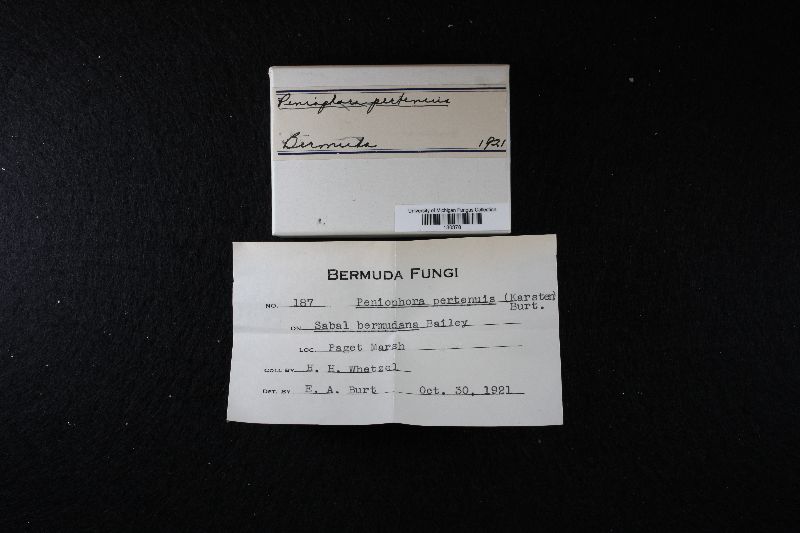 Peniophora pertenuis
Bermuda 1921
University of Michigan Fungus Collection
BERMUDA FUNGI
NO. 187 Peniophora pertenuis (Karsten) Burt.
ON Sabal bermudana Bailey
LOC. Paget Marsh
COLL BY H. H. Whetzel
DET. BY E. A. Burt Oct. 30, 1921